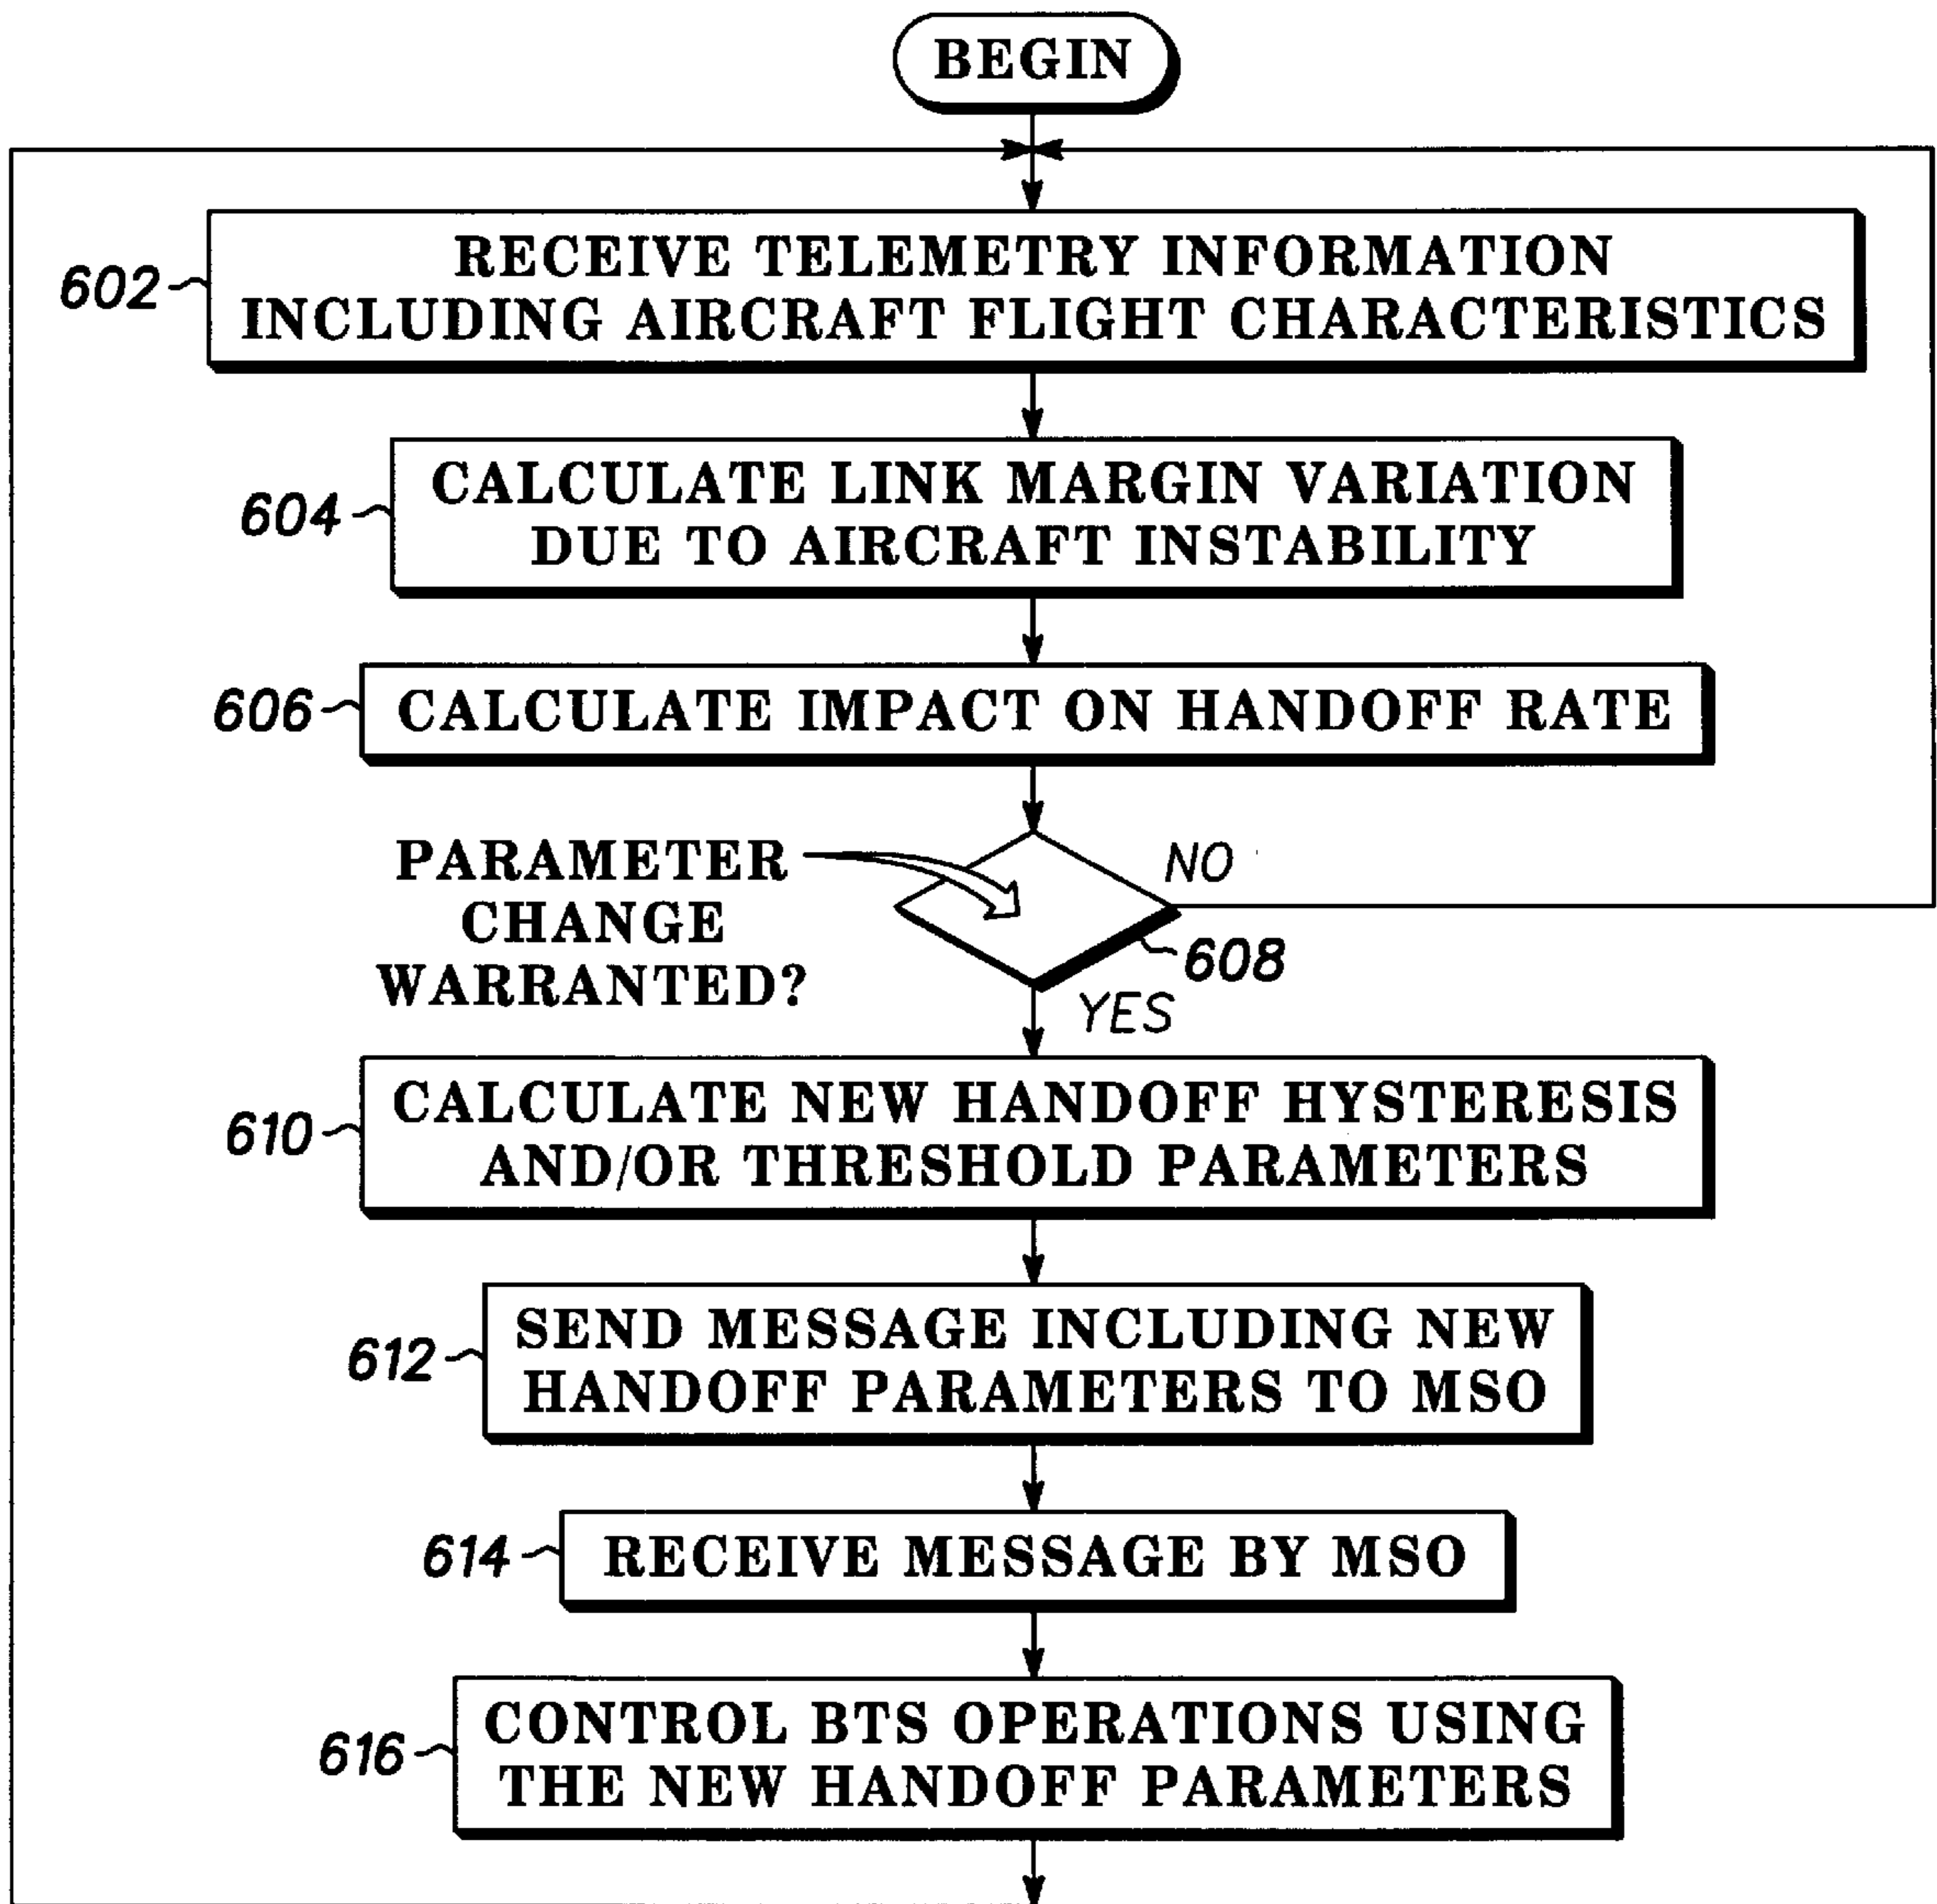 BEGIN
602
RECEIVE TELEMETRY INFORMATION
INCLUDING AIRCRAFT FLIGHT CHARACTERISTICS
604
CALCULATE LINK MARGIN VARIATION
DUE TO AIRCRAFT INSTABILITY
606
CALCULATE IMPACT ON HANDOFF RATE
PARAMETER
CHANGE
WARRANTED?
NO
608
YES
610
CALCULATE NEW HANDOFF HYSTERESIS
AND/OR THRESHOLD PARAMETERS
612
SEND MESSAGE INCLUDING NEW
HANDOFF PARAMETERS TO MSO
614
RECEIVE MESSAGE BY MSO
616
CONTROL BTS OPERATIONS USING
THE NEW HANDOFF PARAMETERS